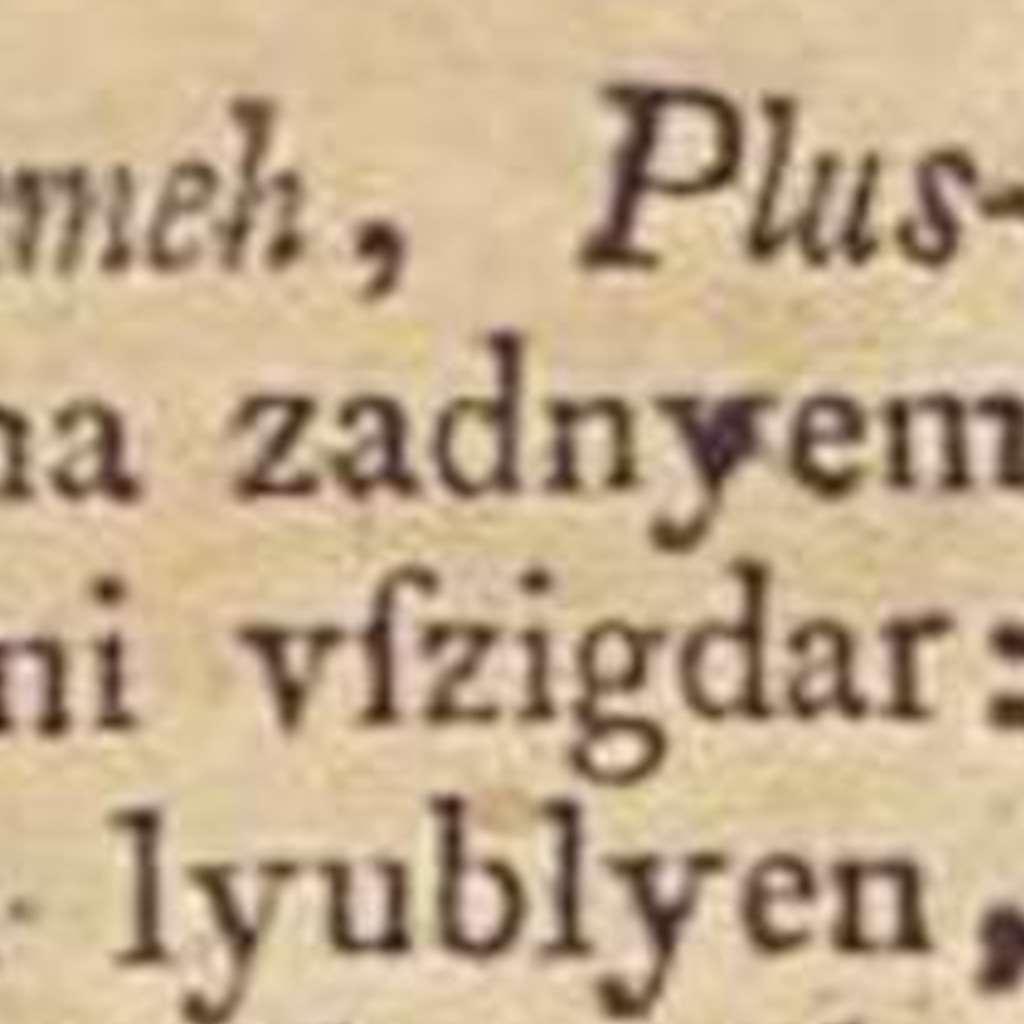 meh, Plus-
na zadnyem
ni vſzigdar:
lyublyen,